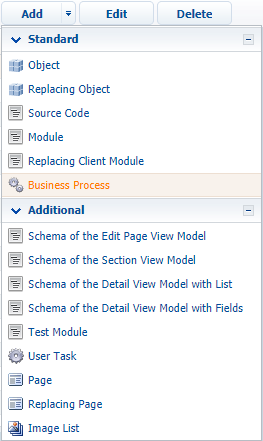 Add Edit Delete
Standard
Object
Replacing Object
Source Code
Module
Replacing Client Module
Business Process
Additional
Schema of the Edit Page View Model
Schema of the Section View Model
Schema of the Detail View Model with List
Schema of the Detail View Model with Fields
Test Module
User Task
Page
Replacing Page
Image List